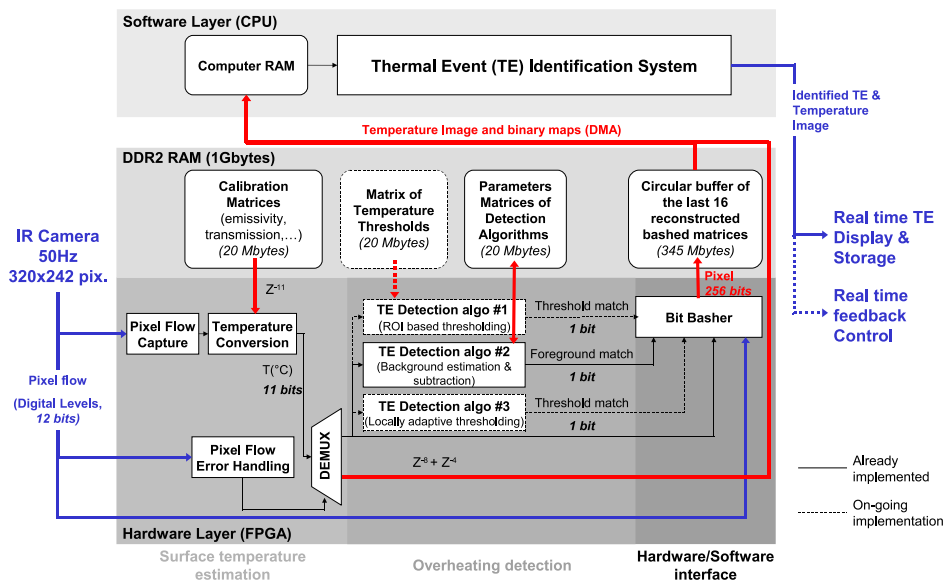 Software Layer (CPU)
Computer RAM
Thermal Event (TE) Identification System
Identified TE &
Temperature
Image
Temperature Image and binary maps (DMA)
DDR2 RAM (1Gbytes)
Calibration
Matrices
(emissivity,
transmission,...)
(20 Mbytes)
Matrix of
Temperature
Thresholds
(20 Mbytes)
Parameters
Matrices of
Detection
Algorithms
(20 Mbytes)
Circular buffer of
the last 16
reconstructed
bashed matrices
(345 Mbytes)
IR Camera
50Hz
320x242 pix.
Real time TE
Display &
Storage
Real time
feedback
Control
Z-11
Pixel
256 bits
Pixel Flow
Capture
Temperature
Conversion
TE Detection algo #1
(ROI based thresholding)
Threshold match
1 bit
Bit Basher
TE Detection algo #2
(Background estimation &
subtraction)
Foreground match
1 bit
TE Detection algo #3
(Locally adaptive thresholding)
Threshold match
1 bit
T(°C)
11 bits
Pixel flow
(Digital Levels,
12 bits)
Pixel Flow
Error Handling
DEMUX
Z-8 + Z-4
Already
implemented
On-going
implementation
Hardware Layer (FPGA)
Surface temperature
estimation
Overheating detection
Hardware/Software
interface